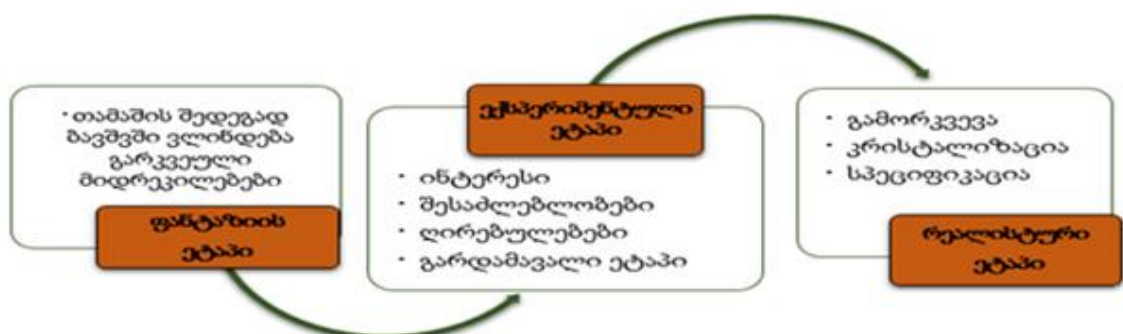 · თამაშის შედეგად
ბავშვში ვლინდება
გარკვეული
მიდრეკილებები
ფანტაზიის
ეტაპი
ექსპერიმენტული
ეტაპი
· ინტერესი
· შესაძლებლობები
· ღირებულებები
· გარდამავალი ეტაპი
· გამორკვევა
· კრისტალიზაცია
· სპეციფიკაცია
რეალისტური
ეტაპი